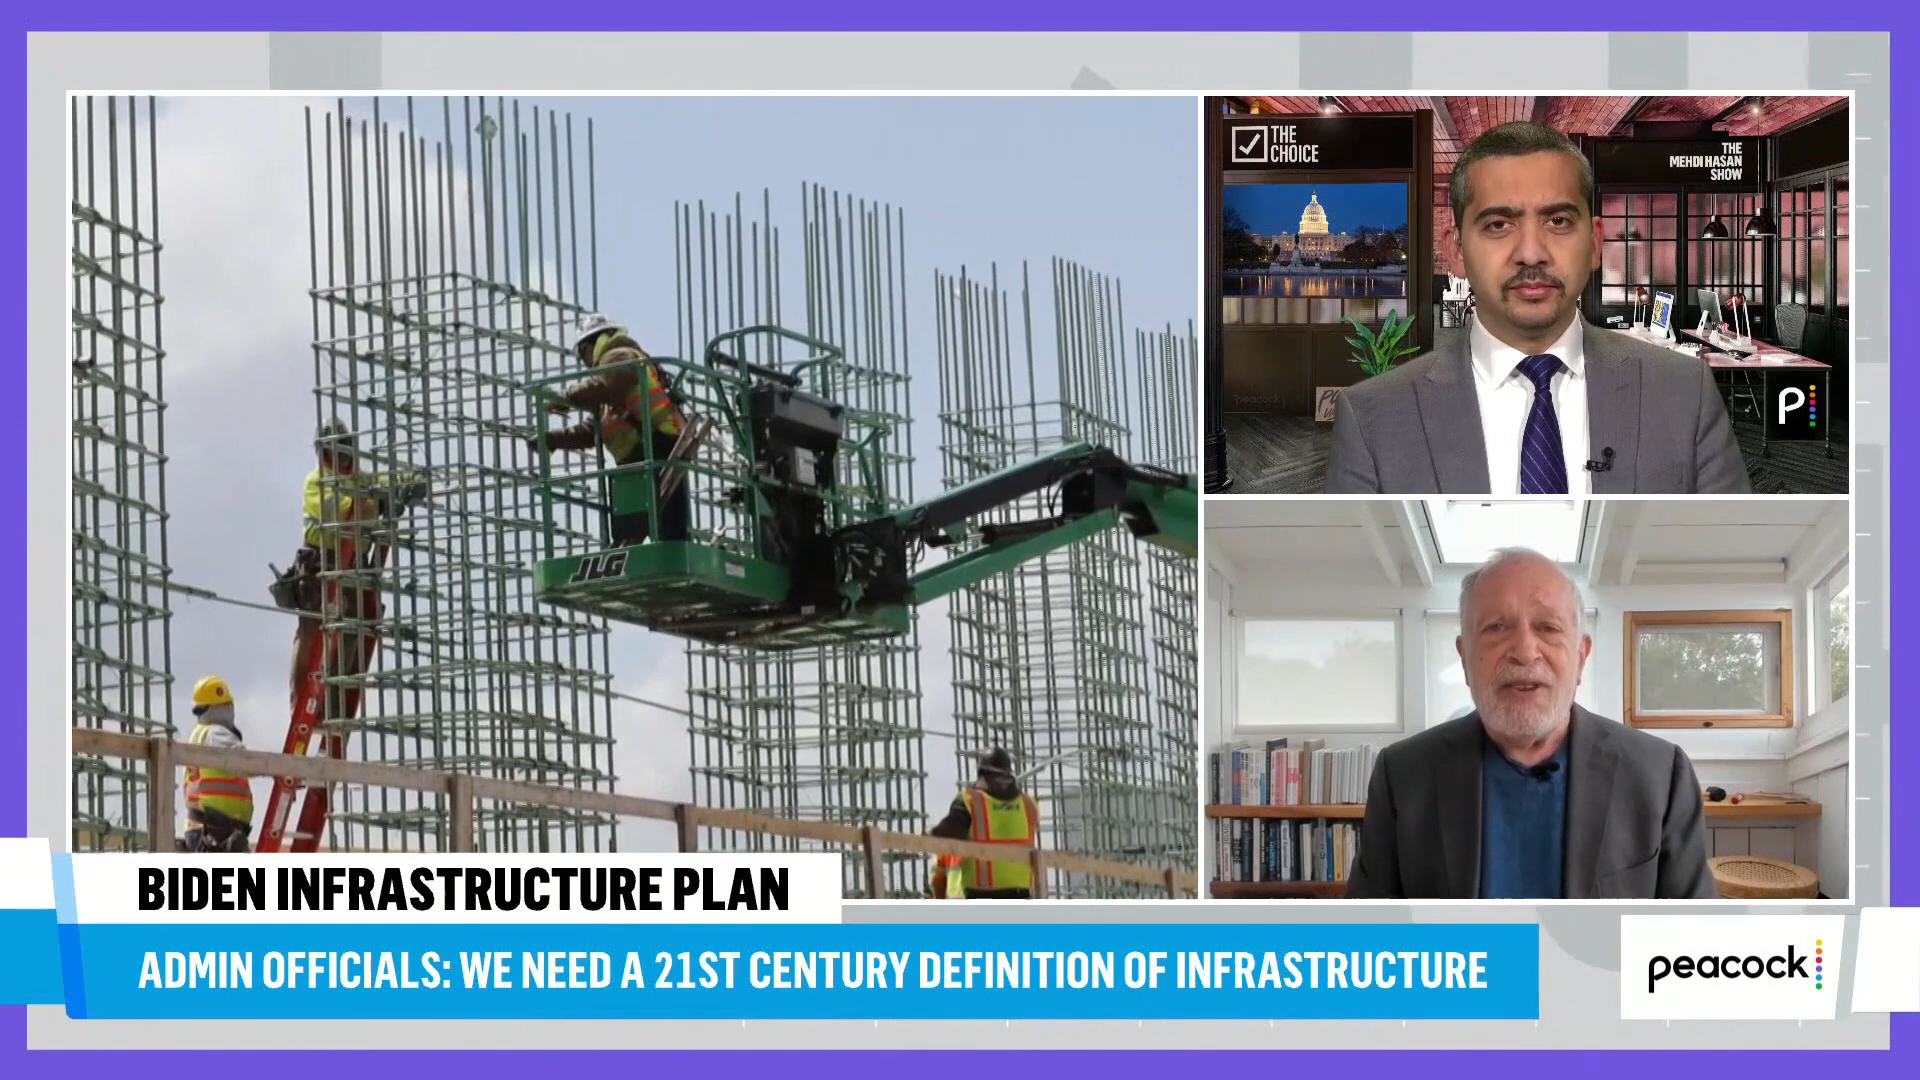 THE
CHOICE
THE
MEHDI HASAN
SHOW
peacock
P
JLG
BIDEN INFRASTRUCTURE PLAN
ADMIN OFFICIALS: WE NEED A 21ST CENTURY DEFINITION OF INFRASTRUCTURE
peacock